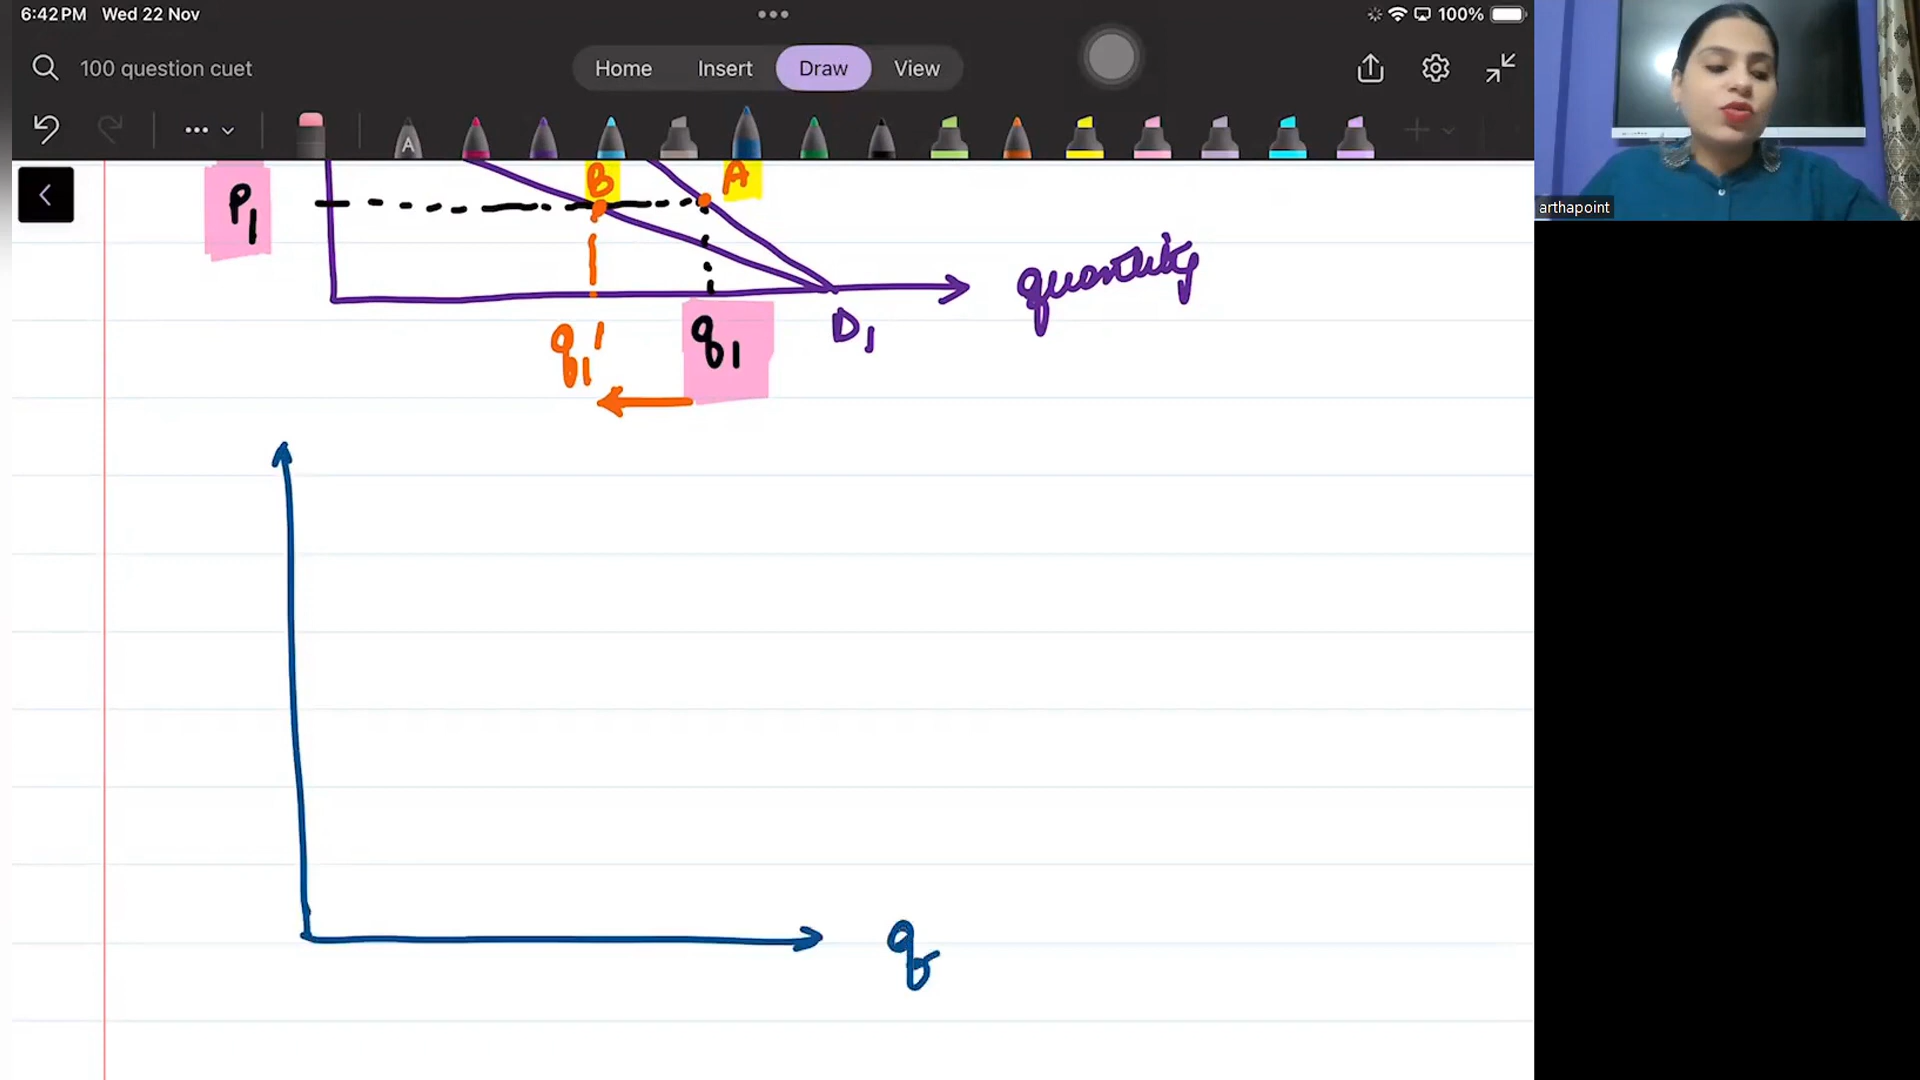 6:42 PM Wed 22 Nov
100%
100 question cuet
Home Insert Draw View
A
arthapoint
B A
P1
quantity
q1' q1 D1
q